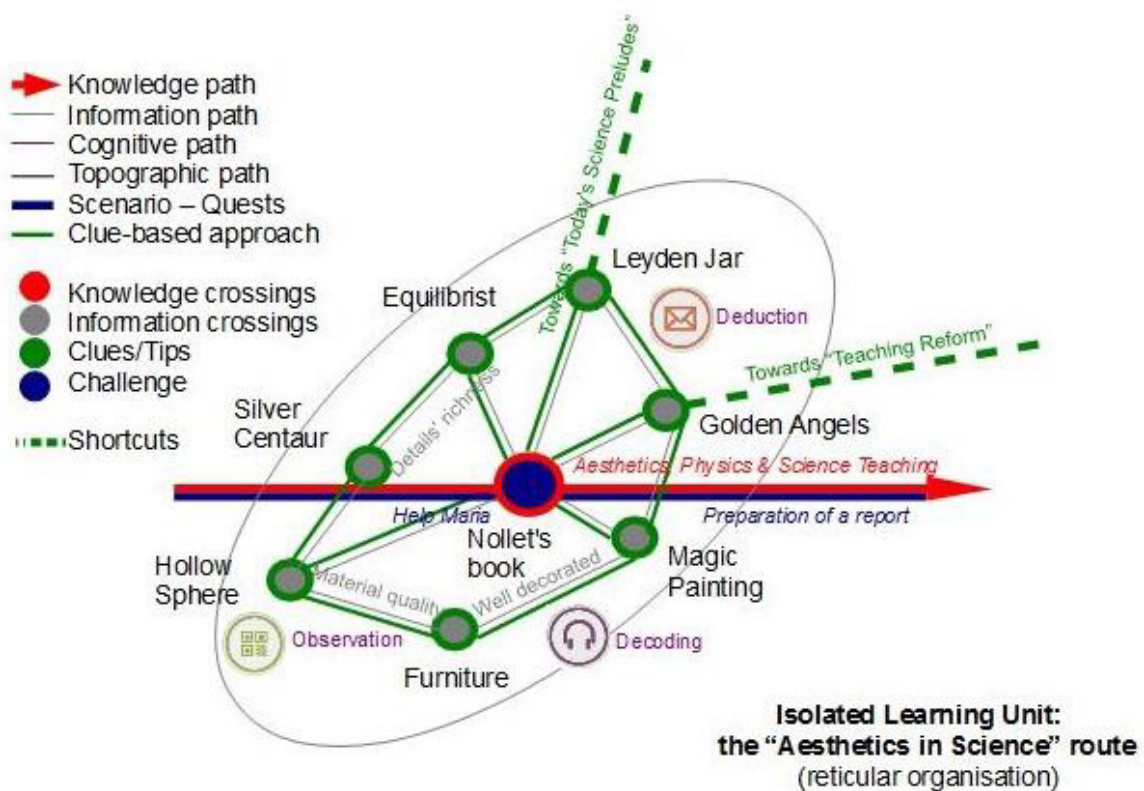 Knowledge path
Information path
Cognitive path
Topographic path
Scenario – Quests
Clue-based approach
Knowledge crossings
Information crossings
Clues/Tips
Challenge
Shortcuts
Towards “Today's Science Preludes”
Leyden Jar
Equilibrist
Deduction
Towards “Teaching Reform”
Silver
Centaur
Details' richness
Golden Angels
Aesthetics, Physics & Science Teaching
Help Maria
Preparation of a report
Nollet's
book
Hollow
Sphere
Material quality
Well decorated
Magic
Painting
Observation
Decoding
Furniture
Isolated Learning Unit:
the “Aesthetics in Science” route
(reticular organisation)